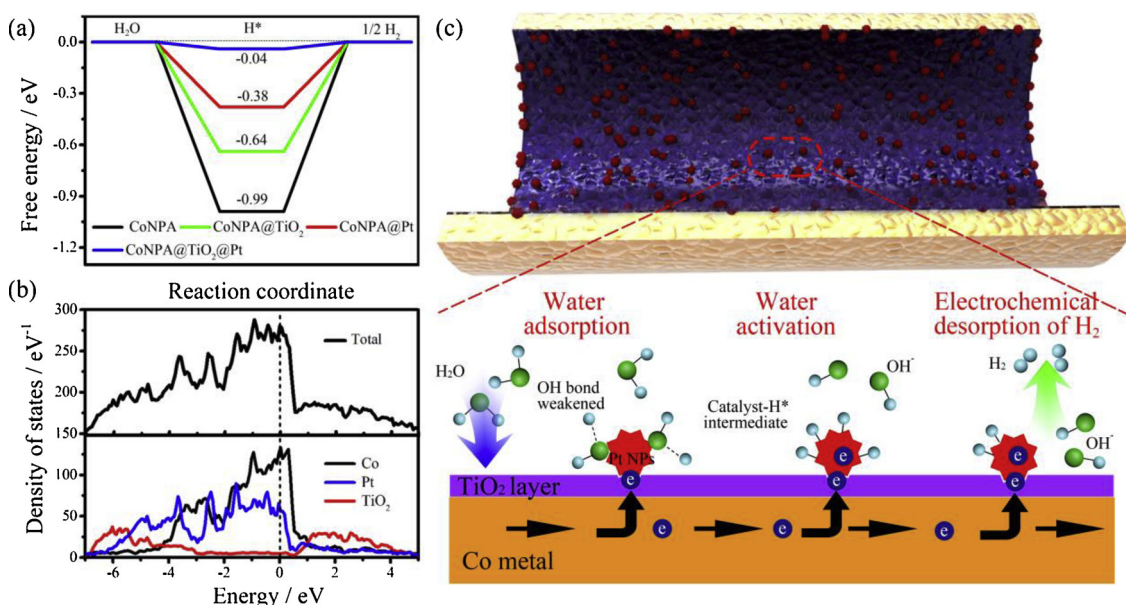 (a)
H₂O
H*
1/2 H₂
0.0
-0.3
-0.6
-0.9
-1.2
Free energy / eV
-0.04
-0.38
-0.64
-0.99
CoNPA
CoNPA@TiO₂
CoNPA@Pt
CoNPA@TiO₂@Pt
Reaction coordinate
(b)
300
250
200
150
Total
100
50
0
Co
Pt
TiO₂
Density of states / eV⁻¹
-6
-4
-2
0
2
4
Energy / eV
(c)
Water
adsorption
Water
activation
Electrochemical
desorption of H₂
H₂O
OH bond
weakened
OH⁻
Catalyst-H*
intermediate
H₂
OH⁻
Pt NPs
e
e
e
e
e
TiO₂ layer
e
e
e
Co metal